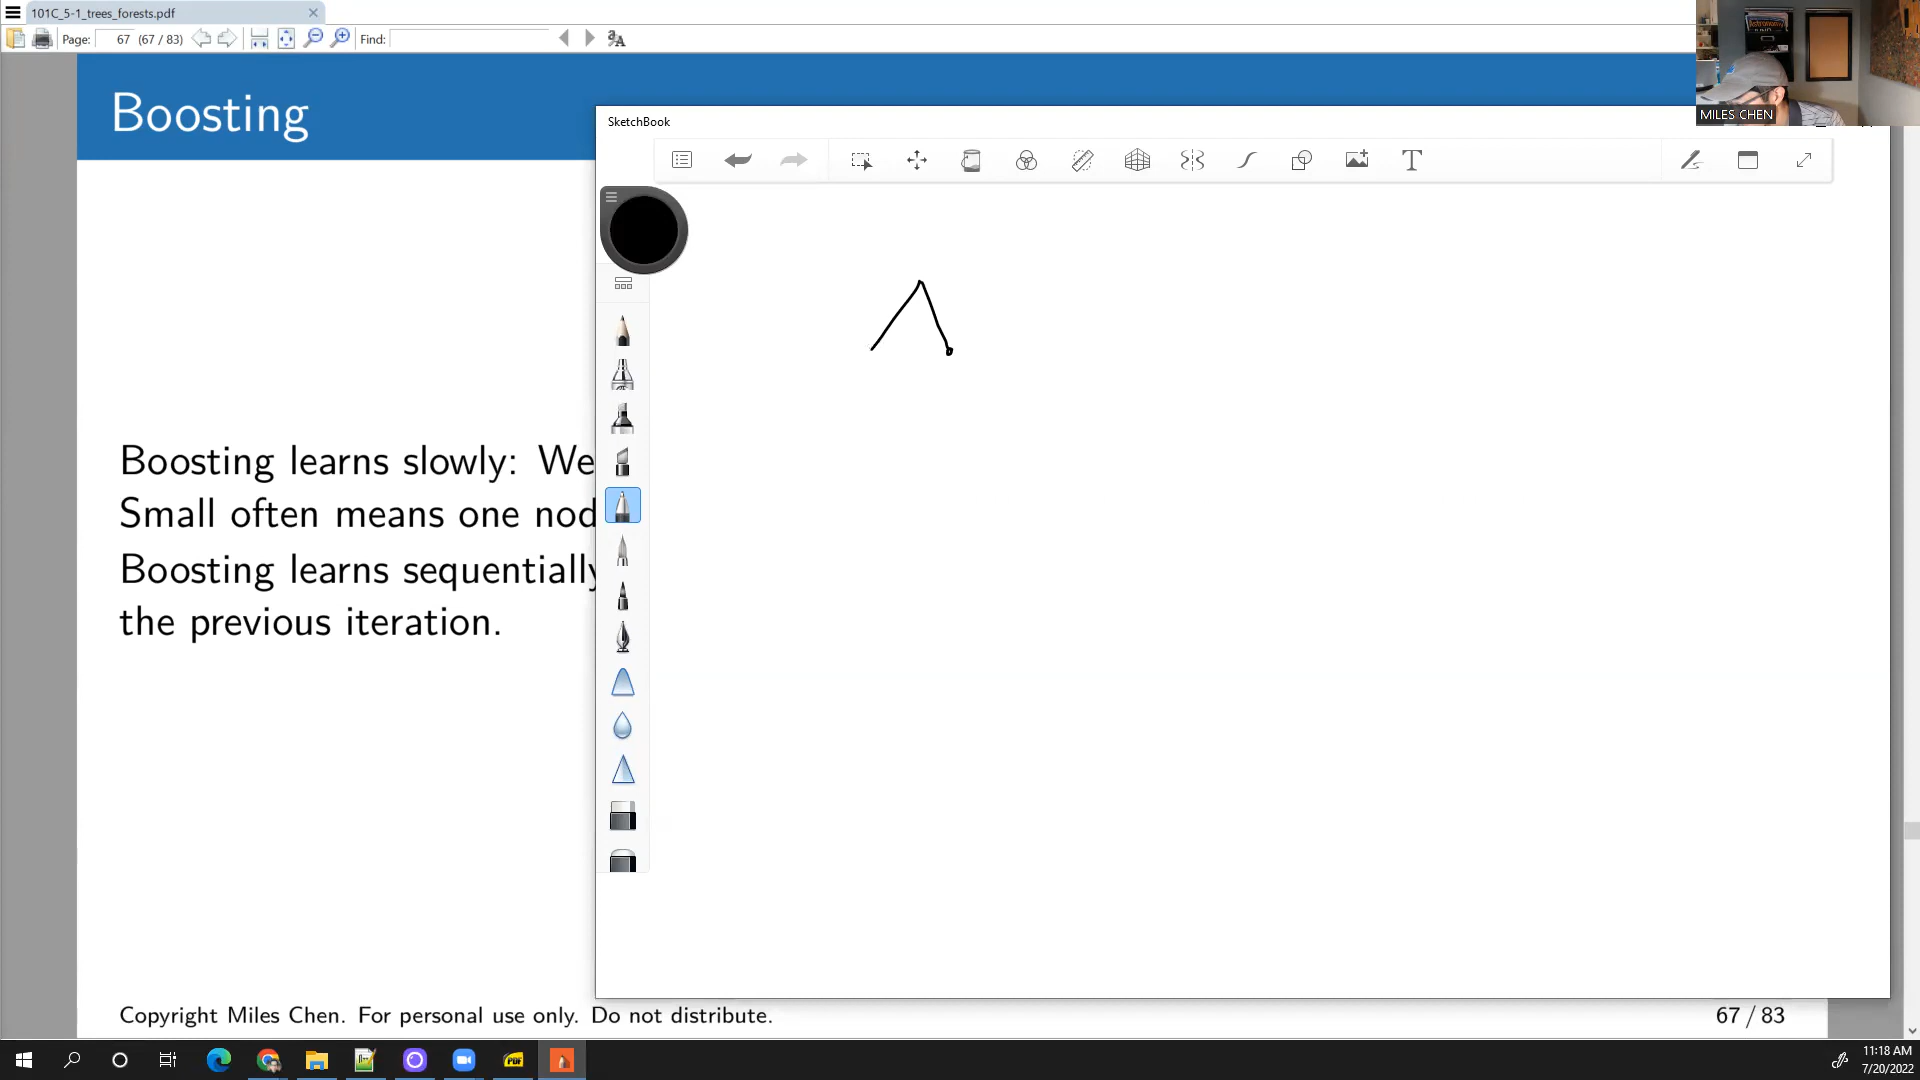 101C_5-1_trees_forests.pdf
Page: 67 (67 / 83) Find:
MILES CHEN
Boosting
SketchBook
Boosting learns slowly: We
Small often means one nod
Boosting learns sequentially
the previous iteration.
Copyright Miles Chen. For personal use only. Do not distribute.
67 / 83
11:18 AM
7/20/2022